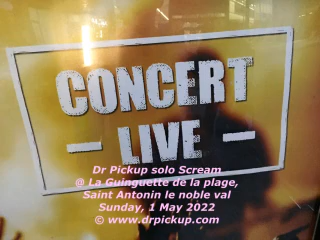 CONCERT
– LIVE –
Dr Pickup solo Scream
@ La Guinguette de la plage,
Saint Antonin le noble val
Sunday, 1 May 2022
© www.drpickup.com